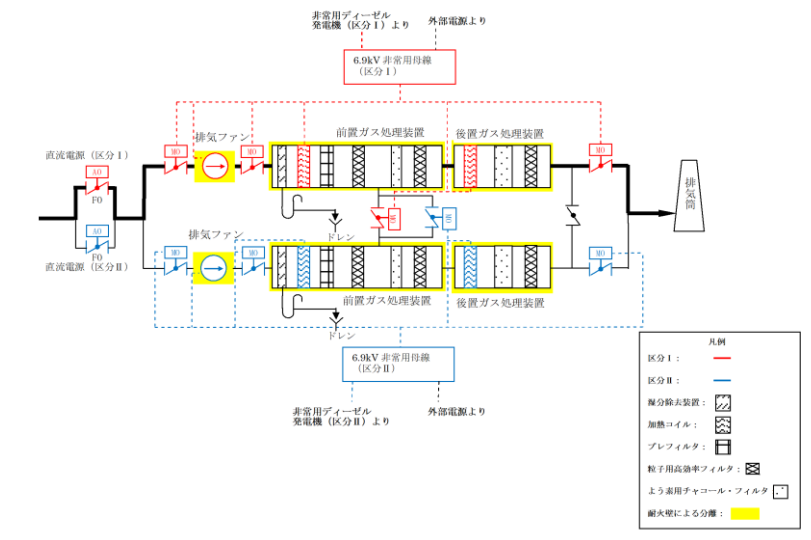 非常用ディーゼル
発電機（区分Ⅰ）より
外部電源より
6.9kV 非常用母線
（区分Ⅰ）
排気ファン
前置ガス処理装置
後置ガス処理装置
直流電源（区分Ⅰ）
MO
MO
MO
AO
FO
排気筒
MO
MO
ドレン
AO
FO
直流電源（区分Ⅱ）
排気ファン
MO
MO
MO
前置ガス処理装置
後置ガス処理装置
ドレン
6.9kV 非常用母線
（区分Ⅱ）
非常用ディーゼル
発電機（区分Ⅱ）より
外部電源より
凡例
区分Ⅰ：
区分Ⅱ：
湿分除去装置：
加熱コイル：
プレフィルタ：
粒子用高効率フィルタ：
よう素用チャコール・フィルタ
耐火壁による分離：